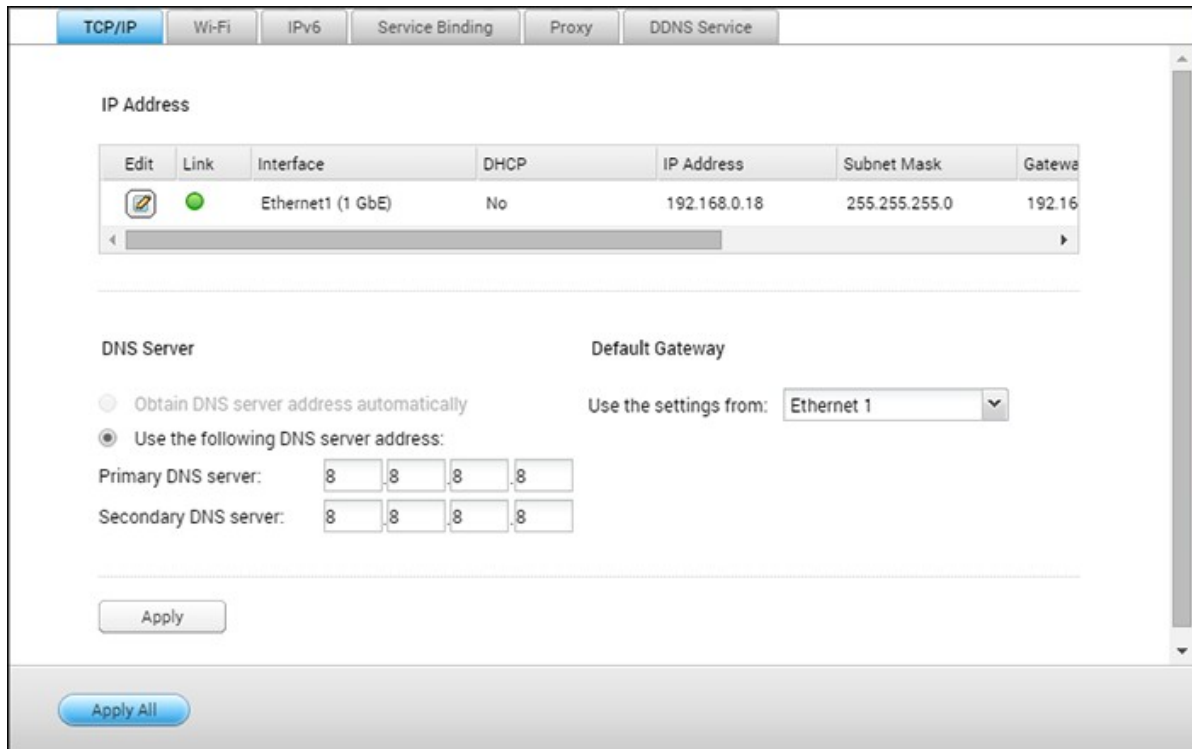 TCP/IP Wi-Fi IPv6 Service Binding Proxy DDNS Service
IP Address
Edit Link Interface DHCP IP Address Subnet Mask Gatewa
Ethernet1 (1 GbE) No 192.168.0.18 255.255.255.0 192.16
DNS Server
Default Gateway
Obtain DNS server address automatically
Use the settings from: Ethernet 1
Use the following DNS server address:
Primary DNS server: 8 .8 .8 .8
Secondary DNS server: 8 .8 .8 .8
Apply
Apply All